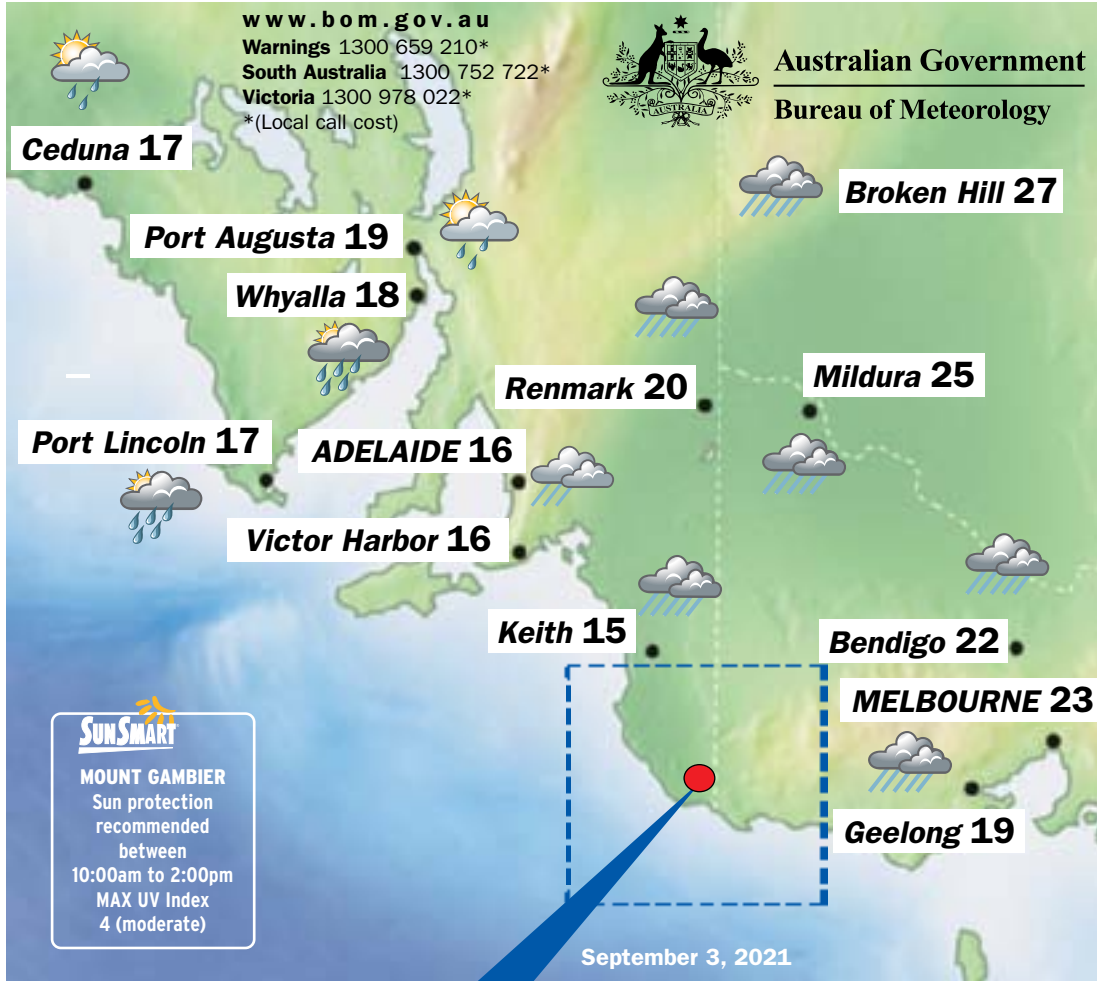 www.bom.gov.au
Warnings 1300 659 210*
South Australia 1300 752 722*
Victoria 1300 978 022*
*(Local call cost)
AUSTRALIA
Australian Government
Bureau of Meteorology
Ceduna 17
Broken Hill 27
Port Augusta 19
Whyalla 18
Renmark 20
Mildura 25
Port Lincoln 17
ADELAIDE 16
Victor Harbor 16
Keith 15
Bendigo 22
MELBOURNE 23
Geelong 19
SUNSMART
MOUNT GAMBIER
Sun protection
recommended
between
10:00am to 2:00pm
MAX UV Index
4 (moderate)
September 3, 2021